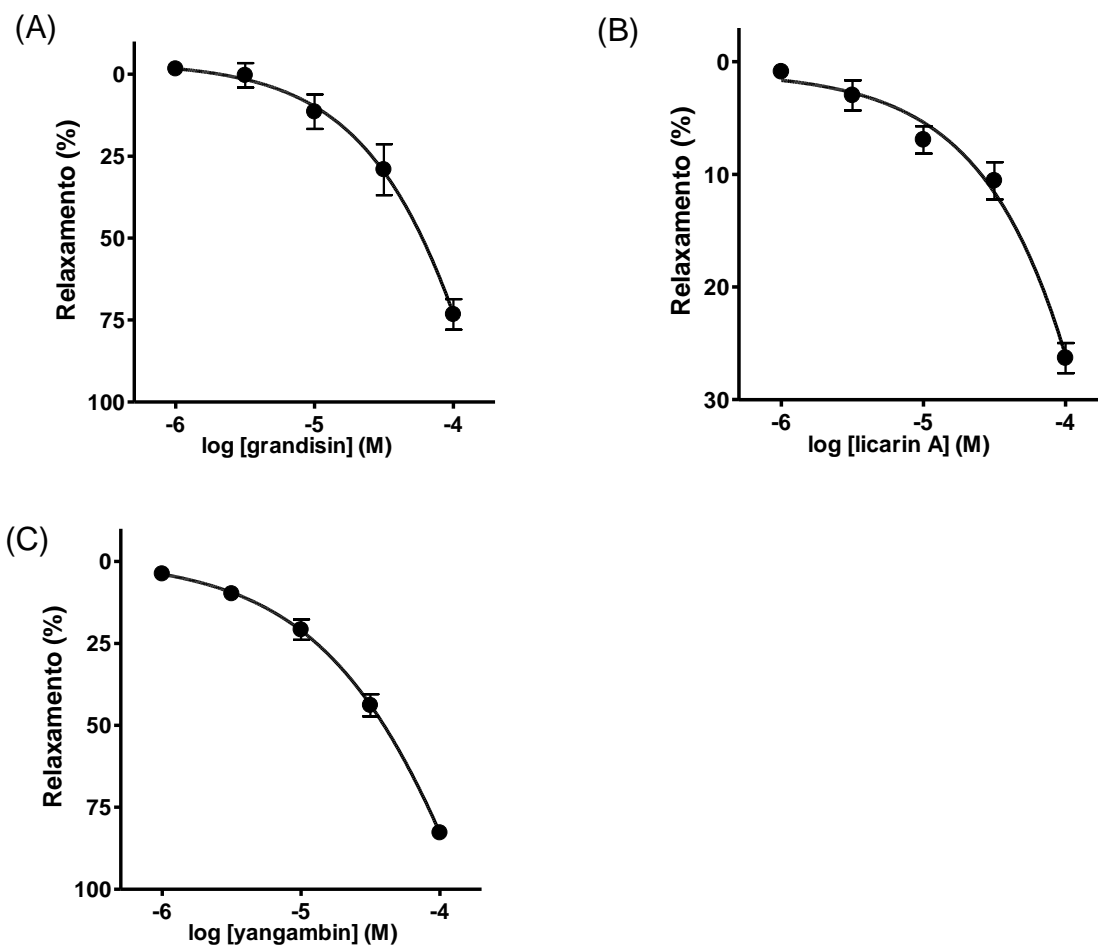 (A)
Relaxamento (%)
0
25
50
75
100
-6
-5
-4
log [grandisin] (M)
(B)
Relaxamento (%)
0
10
20
30
-6
-5
-4
log [licarin A] (M)
(C)
Relaxamento (%)
0
25
50
75
100
-6
-5
-4
log [yangambin] (M)